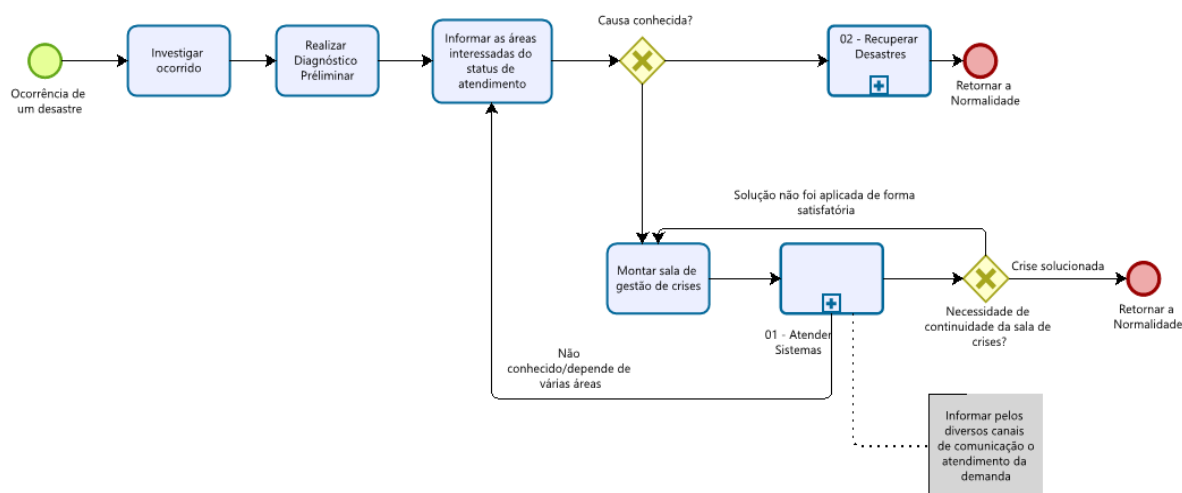 Causa conhecida?
Investigar
ocorrido
Realizar
Diagnóstico
Préliminar
Informar as áreas
interessadas do
status de
atendimento
02 - Recuperar
Desastres
Ocorrência de
um desastre
Retornar a
Normalidade
Solução não foi aplicada de forma
satisfatória
Montar sala de
gestão de crises
Crise solucionada
01 - Atender
Sistemas
Necessidade de
continuidade da sala de
crises?
Retornar a
Normalidade
Não
conhecido/depende de
várias áreas
Informar pelos
diversos canais
de comunicação o
atendimento da
demanda